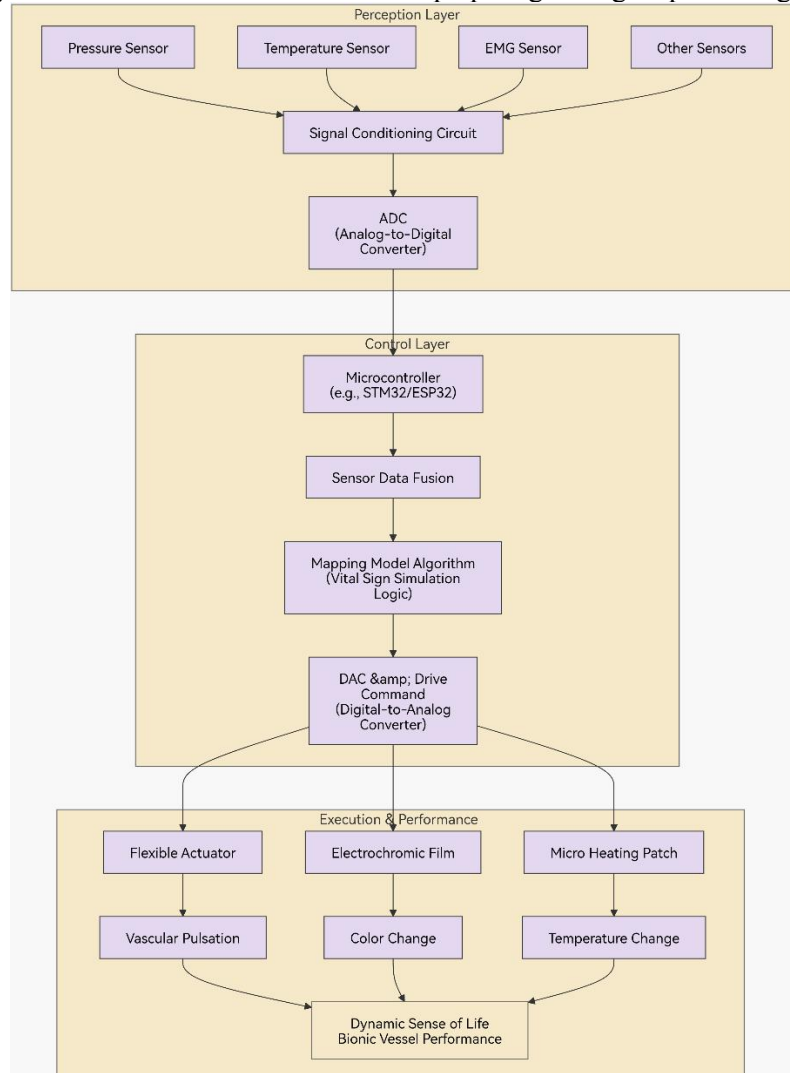 Perception Layer
Pressure Sensor
Temperature Sensor
EMG Sensor
Other Sensors
Signal Conditioning Circuit
ADC
(Analog-to-Digital
Converter)
Control Layer
Microcontroller
(e.g., STM32/ESP32)
Sensor Data Fusion
Mapping Model Algorithm
(Vital Sign Simulation
Logic)
DAC &amp; Drive
Command
(Digital-to-Analog
Converter)
Execution & Performance
Flexible Actuator
Electrochromic Film
Micro Heating Patch
Vascular Pulsation
Color Change
Temperature Change
Dynamic Sense of Life
Bionic Vessel Performance